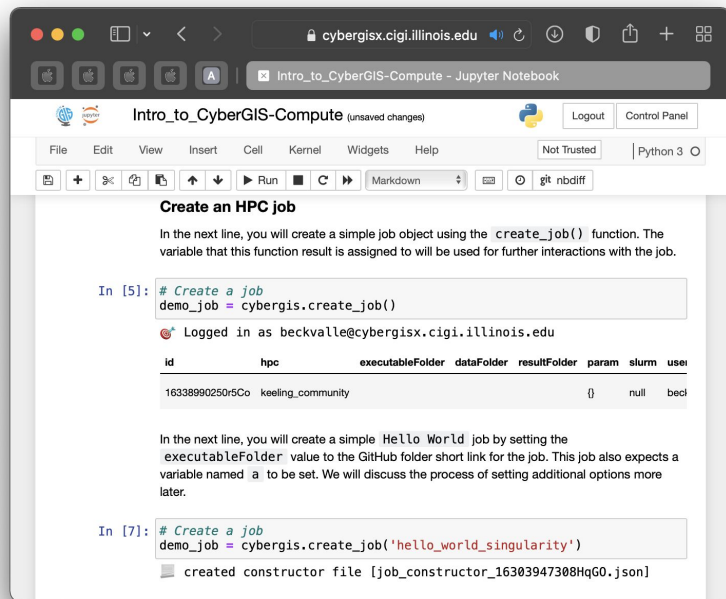 cybergisx.cigi.illinois.edu
A
Intro_to_CyberGIS-Compute - Jupyter Notebook
jupyter
Intro_to_CyberGIS-Compute (unsaved changes)
Logout
Control Panel
File Edit View Insert Cell Kernel Widgets Help
Not Trusted
Python 3
Run
Markdown
git nbdiff
Create an HPC job
In the next line, you will create a simple job object using the create_job() function. The
variable that this function result is assigned to will be used for further interactions with the job.
In [5]: # Create a job
demo_job = cybergis.create_job()
Logged in as beckvalle@cybergisx.cigi.illinois.edu
id hpc executableFolder dataFolder resultFolder param slurm user
16338990250r5Co keeling_community {} null beck
In the next line, you will create a simple Hello World job by setting the
executableFolder value to the GitHub folder short link for the job. This job also expects a
variable named a to be set. We will discuss the process of setting additional options more
later.
In [7]: # Create a job
demo_job = cybergis.create_job('hello_world_singularity')
created constructor file [job_constructor_16303947308HqGO.json]